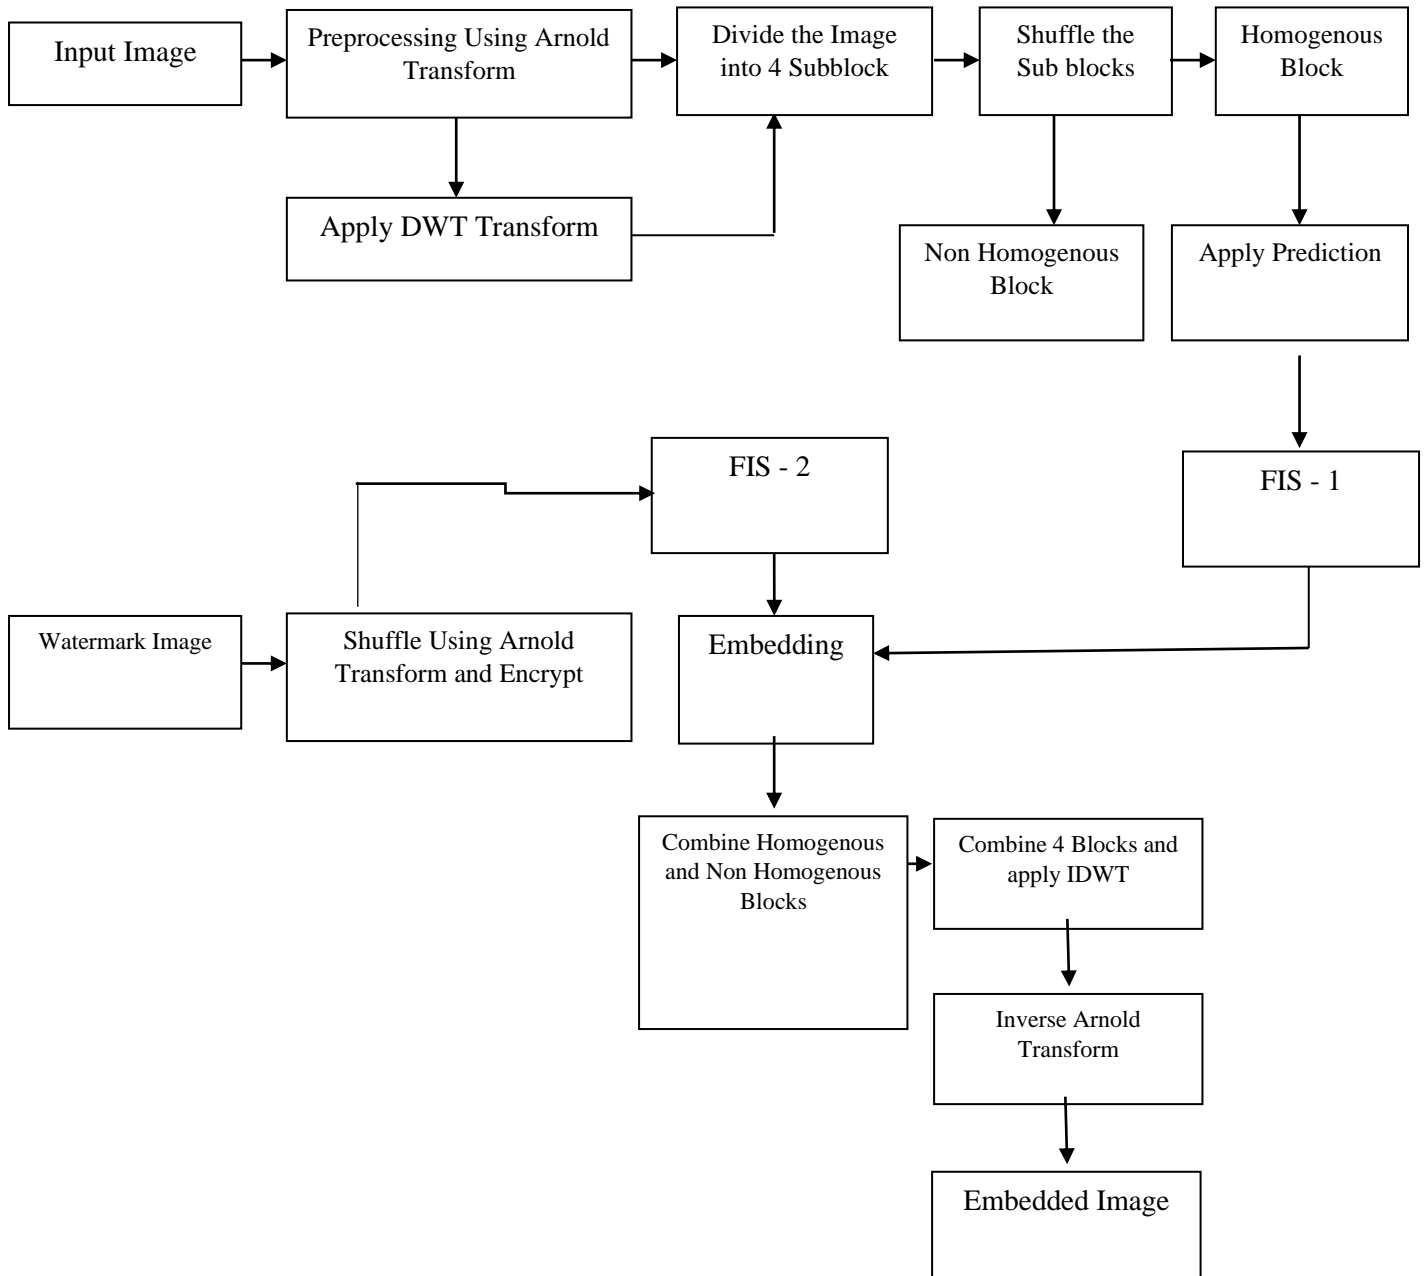 Input Image
Preprocessing Using Arnold
Transform
Divide the Image
into 4 Subblock
Shuffle the
Sub blocks
Homogenous
Block
Apply DWT Transform
Non Homogenous
Block
Apply Prediction
FIS - 2
FIS - 1
Watermark Image
Shuffle Using Arnold
Transform and Encrypt
Embedding
Combine Homogenous
and Non Homogenous
Blocks
Combine 4 Blocks and
apply IDWT
Inverse Arnold
Transform
Embedded Image